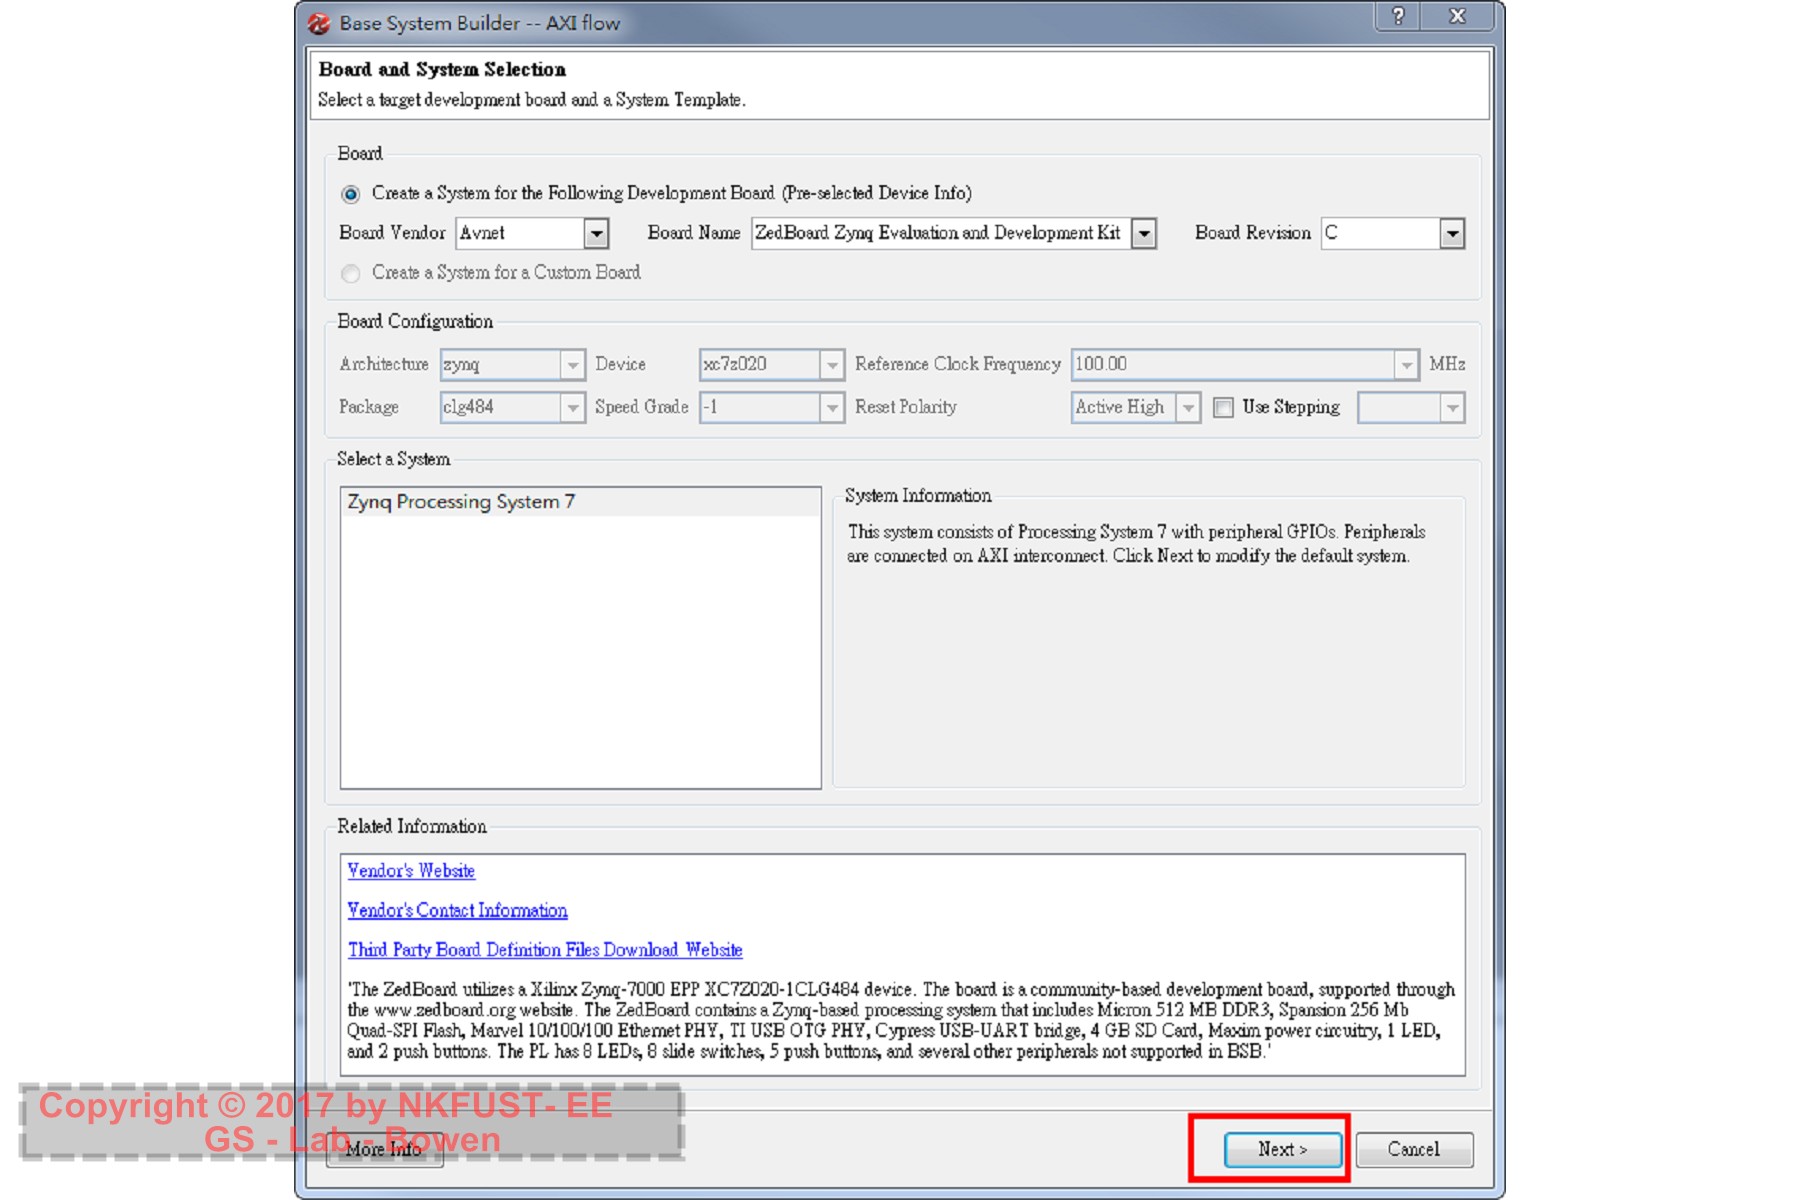 Base System Builder -- AXI flow
Board and System Selection
Select a target development board and a System Template.
Board
Create a System for the Following Development Board (Pre-selected Device Info)
Board Vendor Avnet Board Name ZedBoard Zynq Evaluation and Development Kit Board Revision C
Create a System for a Custom Board
Board Configuration
Architecture zynq Device xc7z020 Reference Clock Frequency 100.00 MHz
Package clg484 Speed Grade -1 Reset Polarity Active High Use Stepping
Select a System
Zynq Processing System 7
System Information
This system consists of Processing System 7 with peripheral GPIOs. Peripherals
are connected on AXI interconnect. Click Next to modify the default system.
Related Information
Vendor's Website
Vendor's Contact Information
Third Party Board Definition Files Download Website
'The ZedBoard utilizes a Xilinx Zynq-7000 EPP XC7Z020-1CLG484 device. The board is a community-based development board, supported through
the www.zedboard.org website. The ZedBoard contains a Zynq-based processing system that includes Micron 512 MB DDR3, Spansion 256 Mb
Quad-SPI Flash, Marvel 10/100/100 Ethernet PHY, TI USB OTG PHY, Cypress USB-UART bridge, 4 GB SD Card, Maxim power circuitry, 1 LED,
and 2 push buttons. The PL has 8 LEDs, 8 slide switches, 5 push buttons, and several other peripherals not supported in BSB.'
Copyright © 2017 by NKFUST- EE
GS - Lab - Bowen
More Info
Next >
Cancel